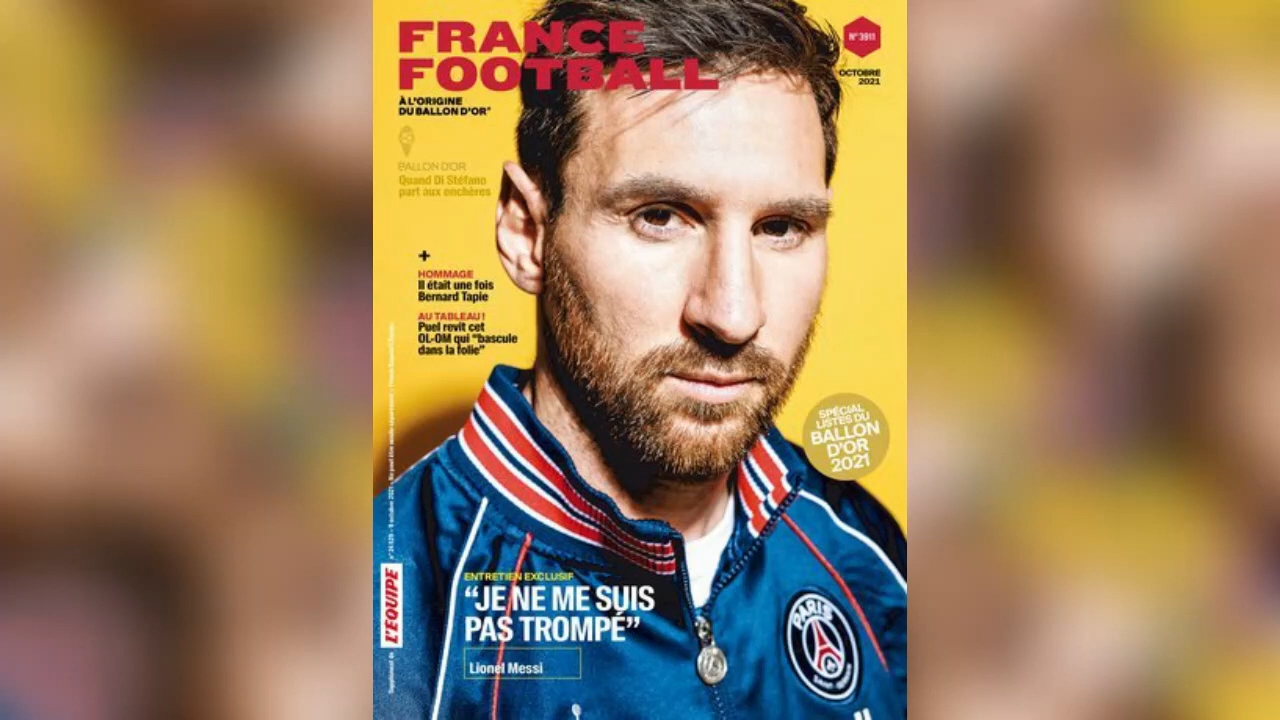 FRANCE
FOOTBALL
N°3911
OCTOBRE
2021
À L'ORIGINE
DU BALLON D'OR®
BALLON D'OR
Quand Di Stéfano
part aux enchères
+
HOMMAGE
Il était une fois
Bernard Tapie
AU TABLEAU !
Puel revit cet
OL-OM qui "bascule
dans la folie"
SPÉCIAL
LISTES DU
BALLON
D'OR
2021
ENTRETIEN EXCLUSIF
"JE NE ME SUIS
PAS TROMPÉ"
Lionel Messi
L'ÉQUIPE
PARIS
SAINT-GERMAIN